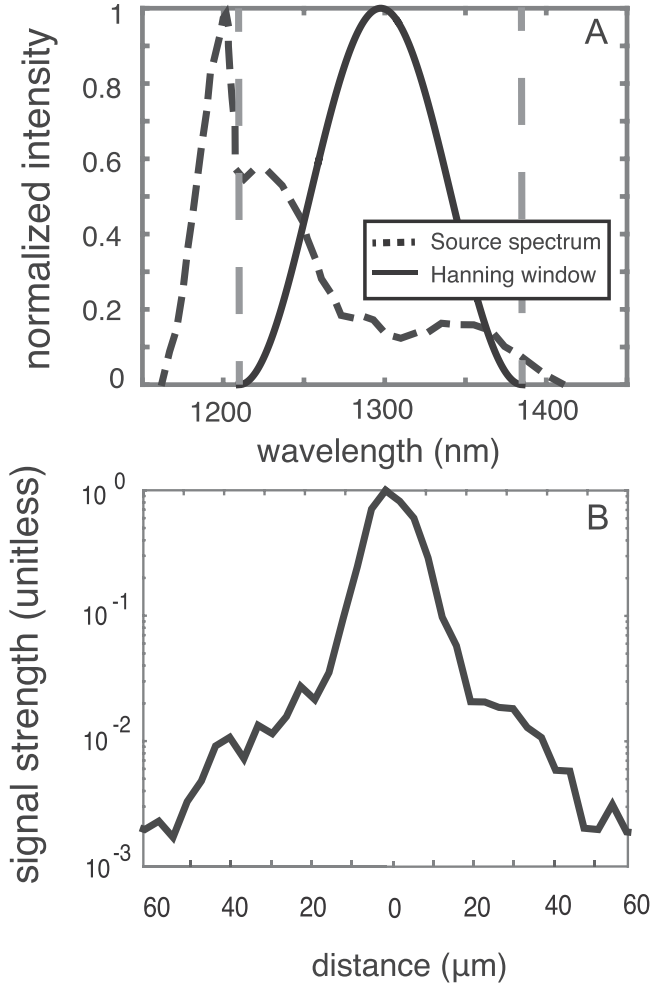 A
normalized intensity
1
0.8
0.6
0.4
0.2
0
Source spectrum
Hanning window
1200 1300 1400
wavelength (nm)
B
signal strength (unitless)
10^0
10^-1
10^-2
10^-3
60 40 20 0 20 40 60
distance (μm)